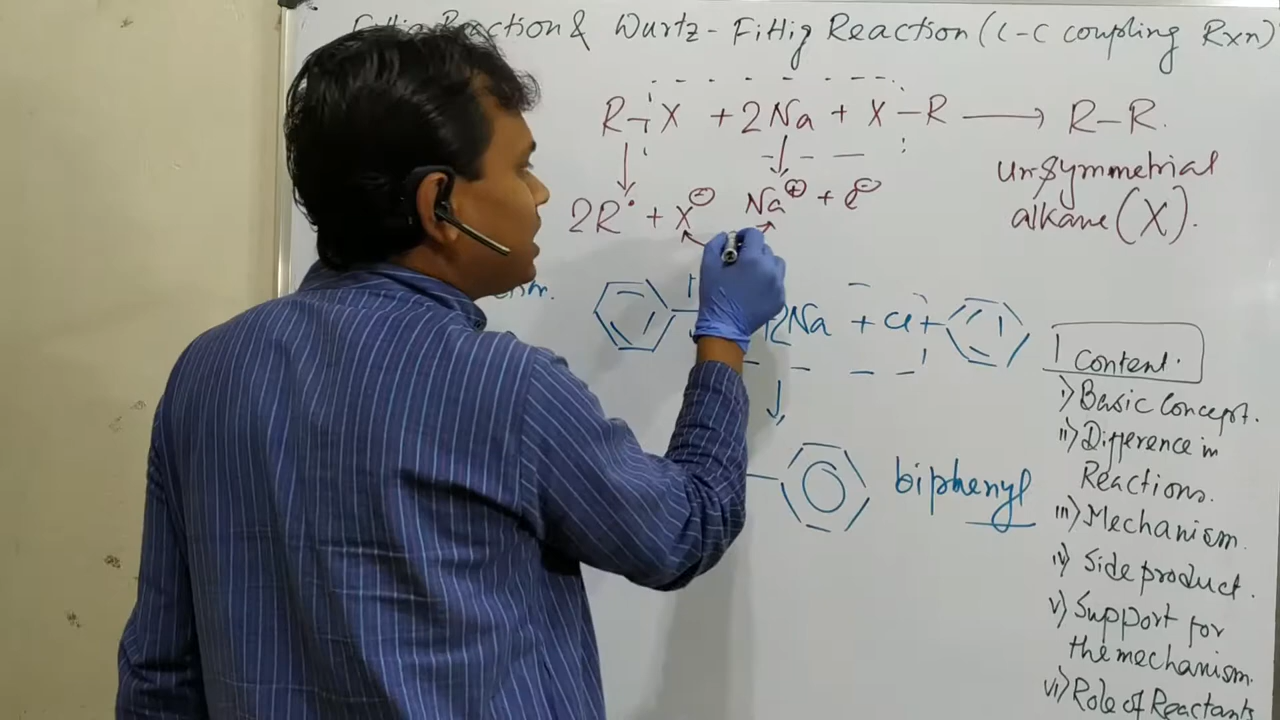 Reaction & Wurtz-Fittig Reaction (C-C coupling Rxn)
R-X + 2Na + X-R → R-R.
unsymmetrical
alkane (X).
2R• + X⊖ Na⊕ + e⊖
2Na + Cl
biphenyl
Content.
i) Basic Concept.
ii) Difference in
Reactions.
iii) Mechanism.
iv) Side product.
v) Support for
the mechanism.
vi) Role of Reactants